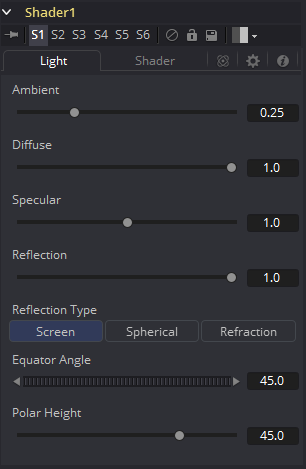 Shader1
S1 S2 S3 S4 S5 S6
Light Shader
Ambient
0.25
Diffuse
1.0
Specular
1.0
Reflection
1.0
Reflection Type
Screen Spherical Refraction
Equator Angle
45.0
Polar Height
45.0